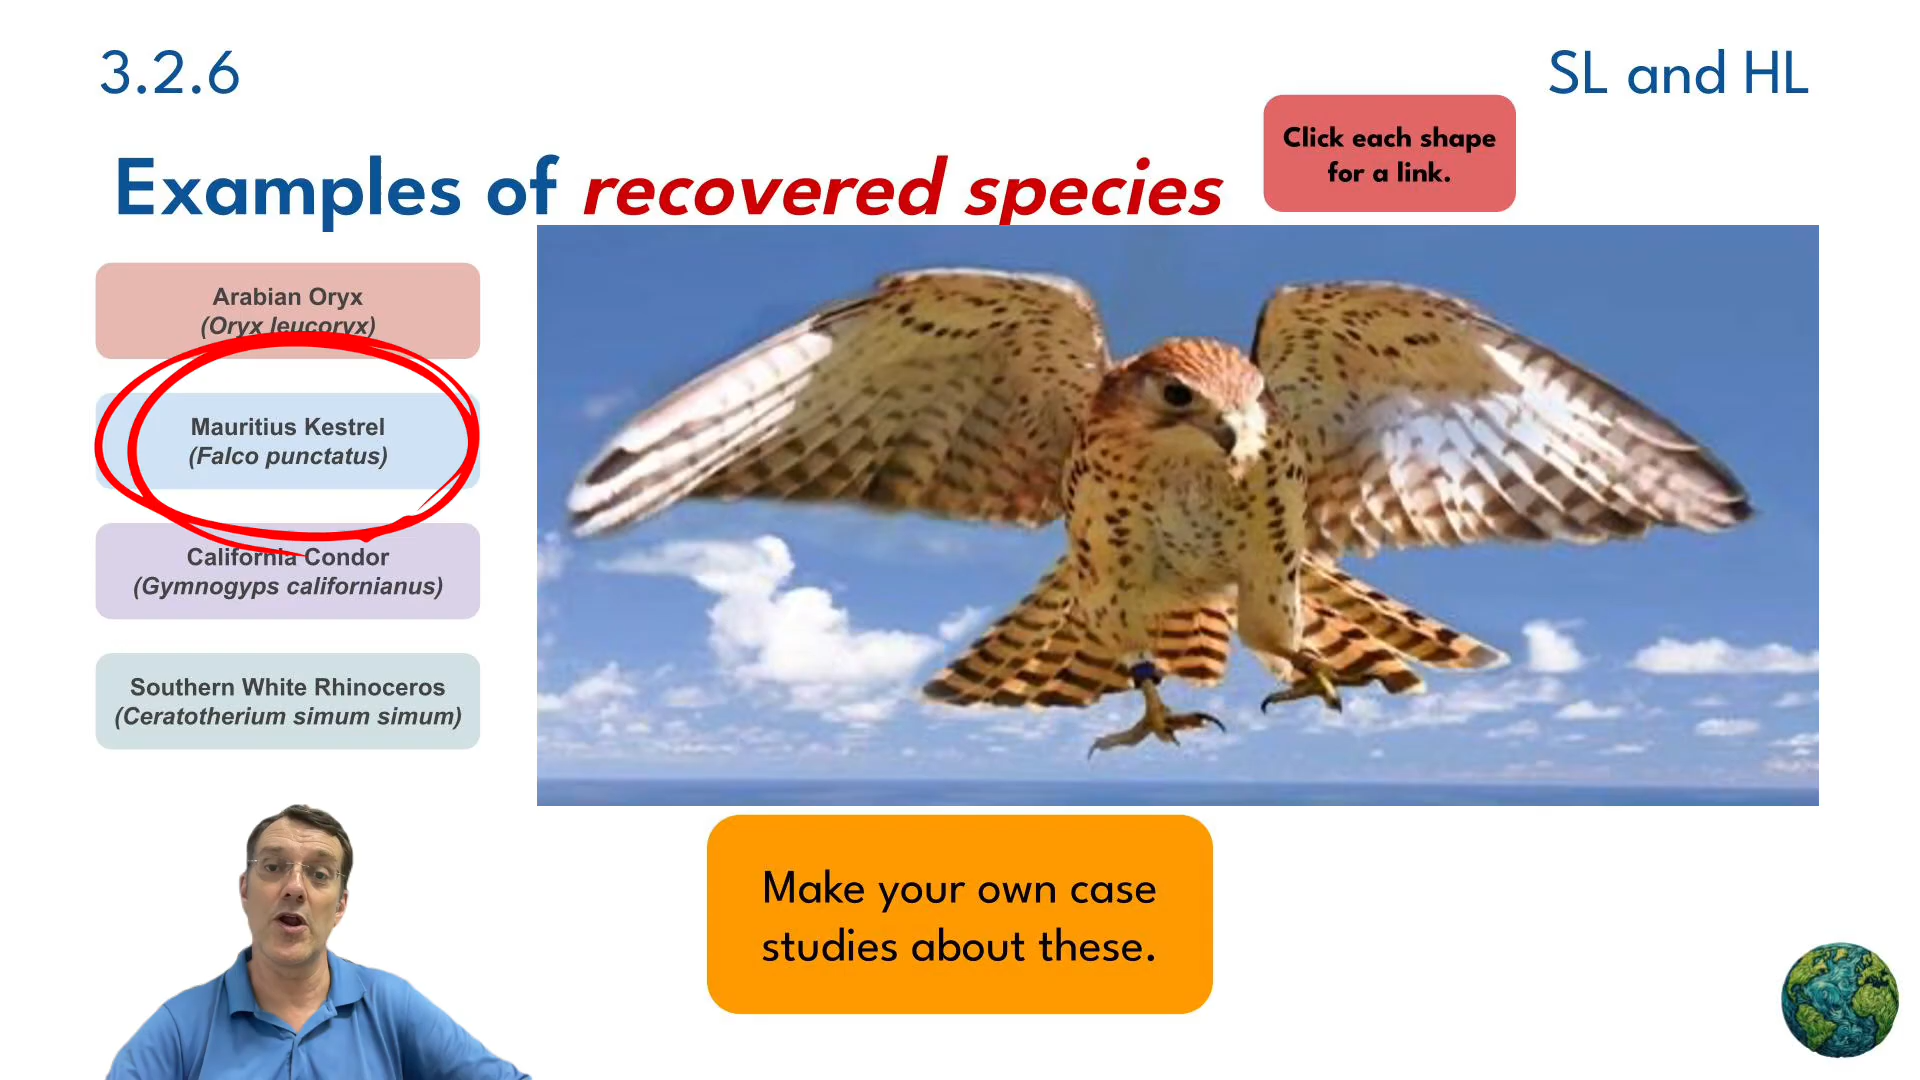 3.2.6
SL and HL
Examples of recovered species
Click each shape
for a link.
Arabian Oryx
(Oryx leucoryx)
Mauritius Kestrel
(Falco punctatus)
California Condor
(Gymnogyps californianus)
Southern White Rhinoceros
(Ceratotherium simum simum)
Make your own case
studies about these.